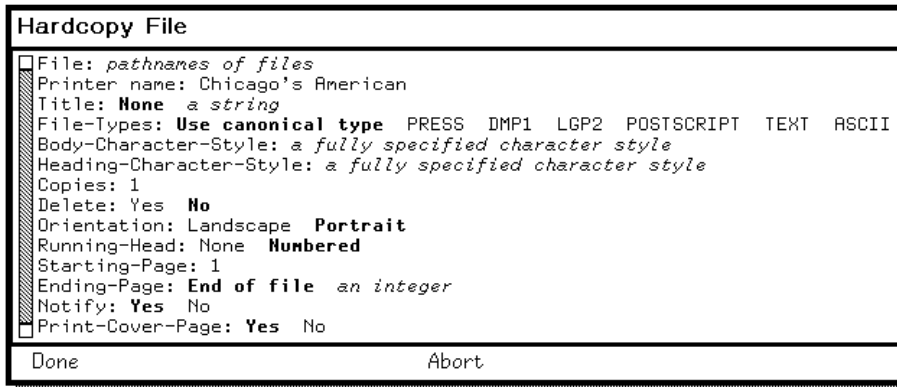 Hardcopy File
File: pathnames of files
Printer name: Chicago's American
Title: None a string
File-Types: Use canonical type PRESS DMP1 LGP2 POSTSCRIPT TEXT ASCII
Body-Character-Style: a fully specified character style
Heading-Character-Style: a fully specified character style
Copies: 1
Delete: Yes No
Orientation: Landscape Portrait
Running-Head: None Numbered
Starting-Page: 1
Ending-Page: End of file an integer
Notify: Yes No
Print-Cover-Page: Yes No
Done Abort